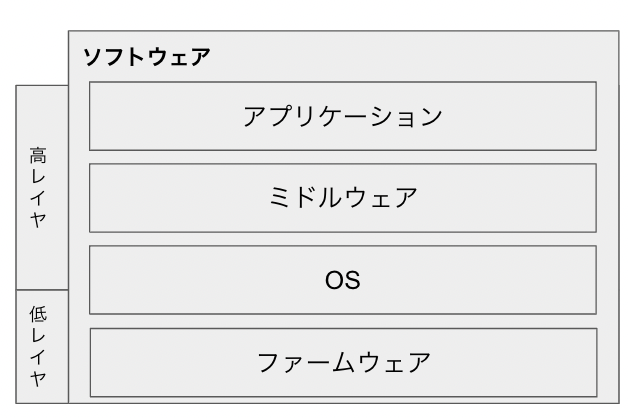 ソフトウェア
高レイヤ
アプリケーション
ミドルウェア
OS
低レイヤ
ファームウェア